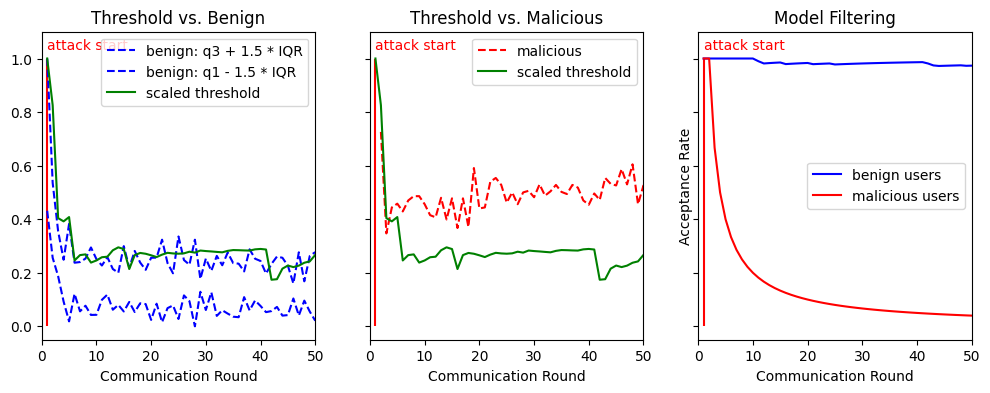 Threshold vs. Benign
attack start
benign: q3 + 1.5 * IQR
benign: q1 - 1.5 * IQR
scaled threshold
1.0
0.8
0.6
0.4
0.2
0.0
0 10 20 30 40 50
Communication Round
Threshold vs. Malicious
attack start
malicious
scaled threshold
0 10 20 30 40 50
Communication Round
Model Filtering
attack start
Acceptance Rate
benign users
malicious users
0 10 20 30 40 50
Communication Round